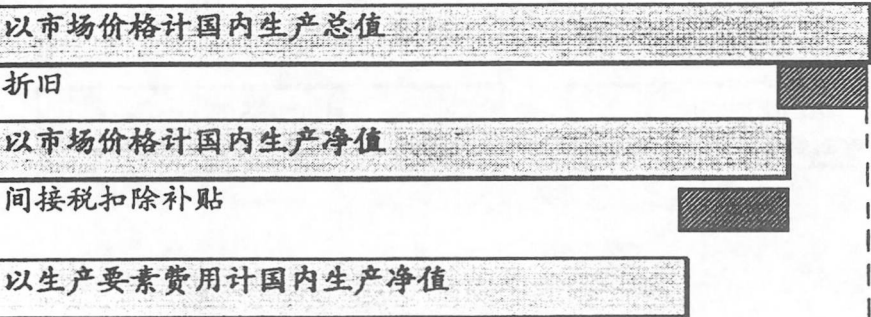 以市场价格计国内生产总值
折旧
以市场价格计国内生产净值
间接税扣除补贴
以生产要素费用计国内生产净值